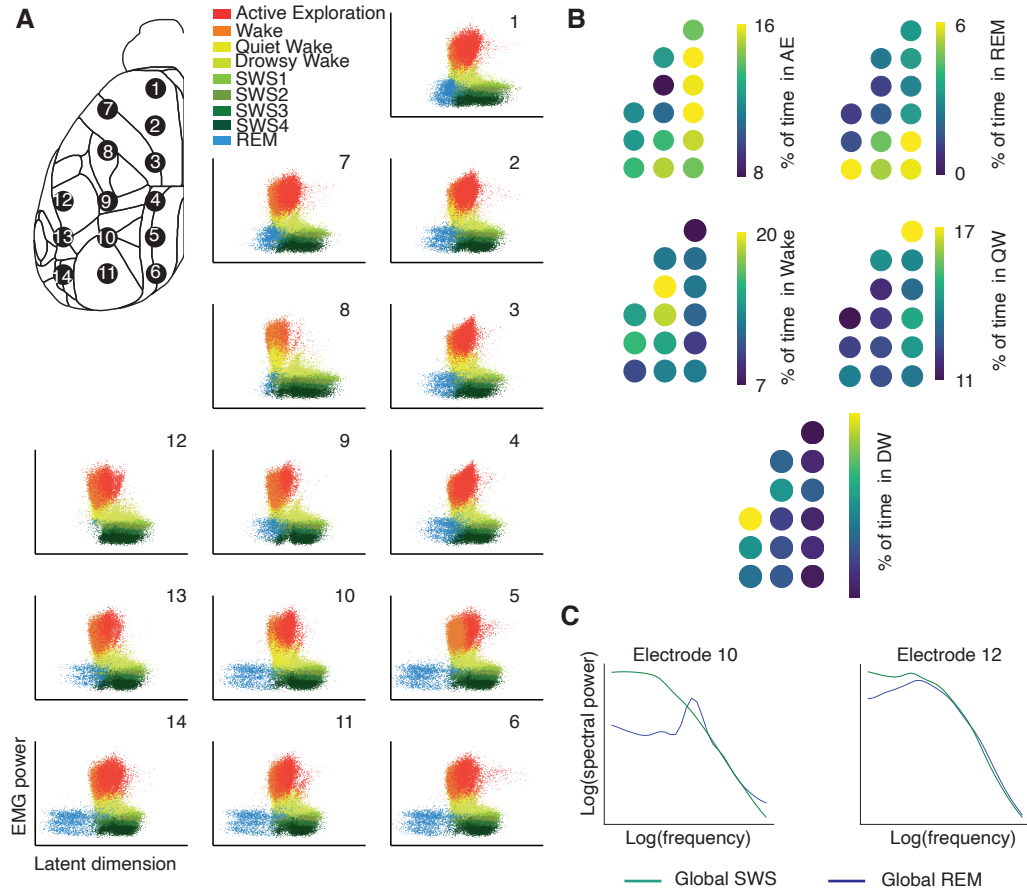 A
Active Exploration
Wake
Quiet Wake
Drowsy Wake
SWS1
SWS2
SWS3
SWS4
REM
1
7
2
8
3
12
9
4
13
10
5
14
11
6
1
7
2
8
3
12
9
4
13
10
5
14
11
6
EMG power
Latent dimension
B
16
8
% of time in AE
6
0
% of time in REM
20
7
% of time in Wake
17
11
% of time in QW
% of time in DW
C
Electrode 10
Electrode 12
Log(spectral power)
Log(frequency)
Log(frequency)
Global SWS
Global REM